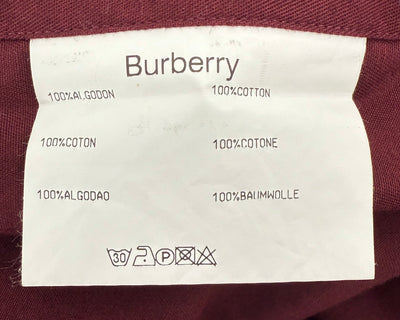 Burberry
100%ALGODON 100%COTTON
100%COTON 100%COTONE
100%ALGODAO 100%BAUMWOLLE
30 P